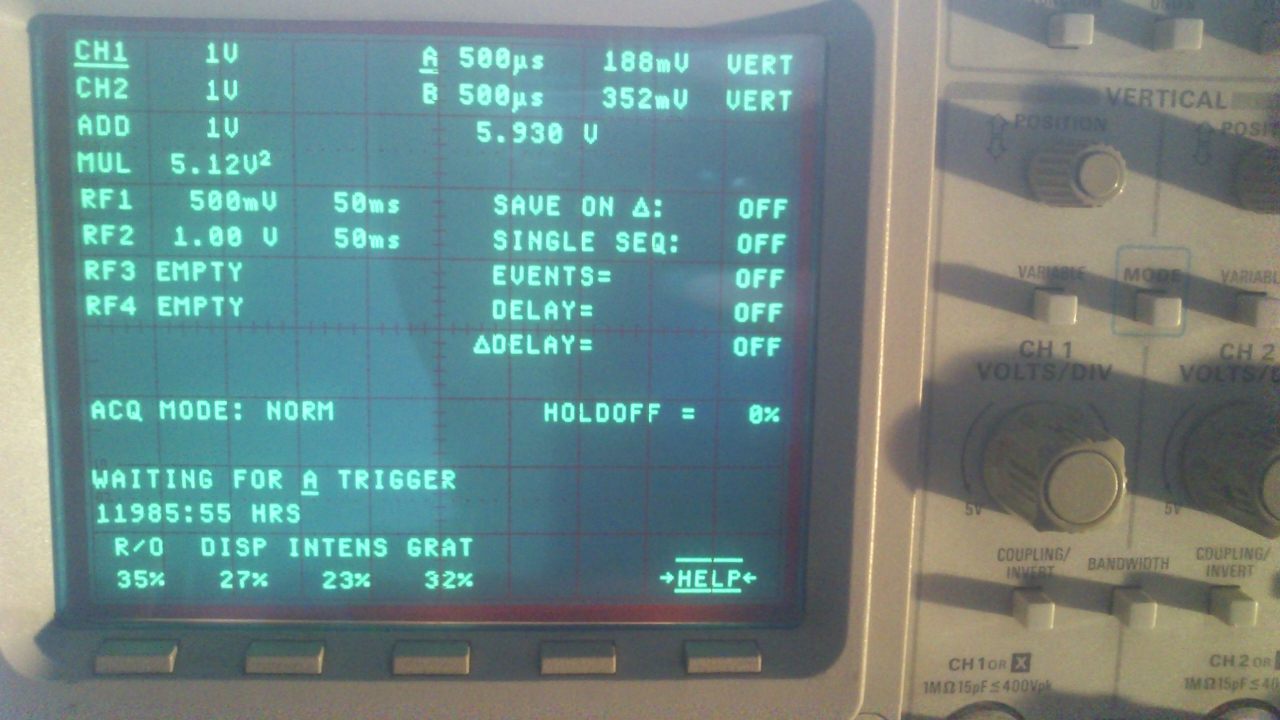 CH1 1V A 500µs 188mV VERT
CH2 1V B 500µs 352mV VERT
ADD 1V 5.930 V
MUL 5.12V²
RF1 500mV 50ms SAVE ON Δ: OFF
RF2 1.00 V 50ms SINGLE SEQ: OFF
RF3 EMPTY EVENTS= OFF
RF4 EMPTY DELAY= OFF
ΔDELAY= OFF
ACQ MODE: NORM HOLDOFF = 0%
WAITING FOR A TRIGGER
11985:55 HRS
R/O DISP INTENS GRAT
35% 27% 23% 32% →HELP←
VERTICAL
POSITION
VARIABLE MODE
CH 1 CH 2
VOLTS/DIV
5V 5V
COUPLING/ BANDWIDTH COUPLING/
INVERT INVERT
CH 1 OR X CH 2 OR
1MΩ 15pF ≤400Vpk